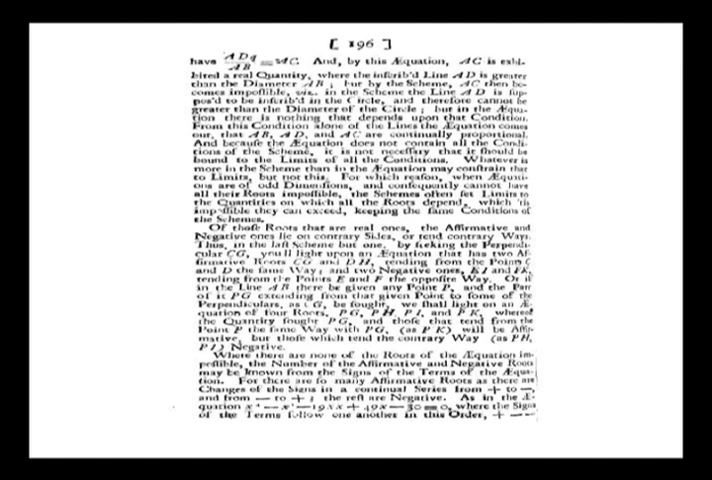 [ 196 ]
have ADq/AB = AC. And, by this Æquation, AC is exhi-
bited a real Quantity, where the inſcrib'd Line AD is greater
than the Diameter AB; but by the Scheme, AC then be-
comes impoſſible, viz. in the Scheme the Line AD is ſup-
pos'd to be inſcrib'd in the Circle, and therefore cannot be
greater than the Diameter of the Circle; but in the Æqua-
tion there is nothing that depends upon that Condition.
From this Condition alone of the Lines the Æquation comes
out, that AB, AD, and AC are continually proportional.
And becauſe the Æquation does not contain all the Condi-
tions of the Scheme, it is not neceſſary that it ſhould be
bound to the Limits of all the Conditions. Whatever is
more in the Scheme than in the Æquation may conſtrain that
to Limits, but not this. For which reaſon, when Æquati-
ons are of odd Dimenſions, and conſequently cannot have
all their Roots impoſſible, the Schemes often ſet Limits to
the Quantities on which all the Roots depend, which 'tis
impoſſible they can exceed, keeping the ſame Conditions of
the Schemes.
Of thoſe Roots that are real ones, the Affirmative and
Negative ones lie on contrary Sides, or tend contrary Ways.
Thus, in the laſt Scheme but one, by ſeeking the Perpendi-
cular CG, you'll light upon an Æquation that has two Af-
firmative Roots CG and DH, tending from the Points C
and D the ſame Way; and two Negative ones, EI and FK,
tending from the Points E and F the oppoſite Way. Or if
in the Line AB there be given any Point P, and the Part
of it PG extending from that given Point to ſome of the
Perpendiculars, as CG, be ſought, we ſhall light on an Æ-
quation of four Roots, PG, PH, PI, and PK, whereof
the Quantity ſought PG, and thoſe that tend from the
Point P the ſame Way with PG, (as PK) will be Affir-
mative, but thoſe which tend the contrary Way (as PH,
PI) Negative.
Where there are none of the Roots of the Æquation im-
poſſible, the Number of the Affirmative and Negative Roots
may be known from the Signs of the Terms of the Æqua-
tion. For there are ſo many Affirmative Roots as there are
Changes of the Signs in a continual Series from + to —,
and from — to +; the reſt are Negative. As in the Æ-
quation x⁴ — x³ — 19xx + 49x — 30 = 0, where the Signs
of the Terms follow one another in this Order, + — —